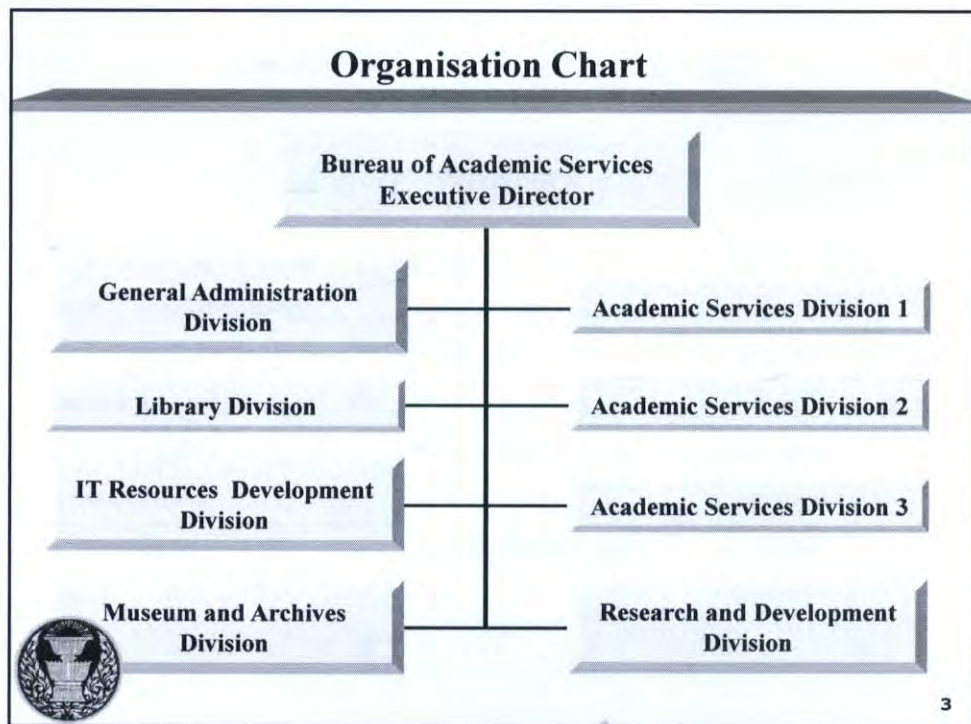 Organisation Chart
Bureau of Academic Services
Executive Director
General Administration
Division
Academic Services Division 1
Library Division
Academic Services Division 2
IT Resources Development
Division
Academic Services Division 3
Museum and Archives
Division
Research and Development
Division
3